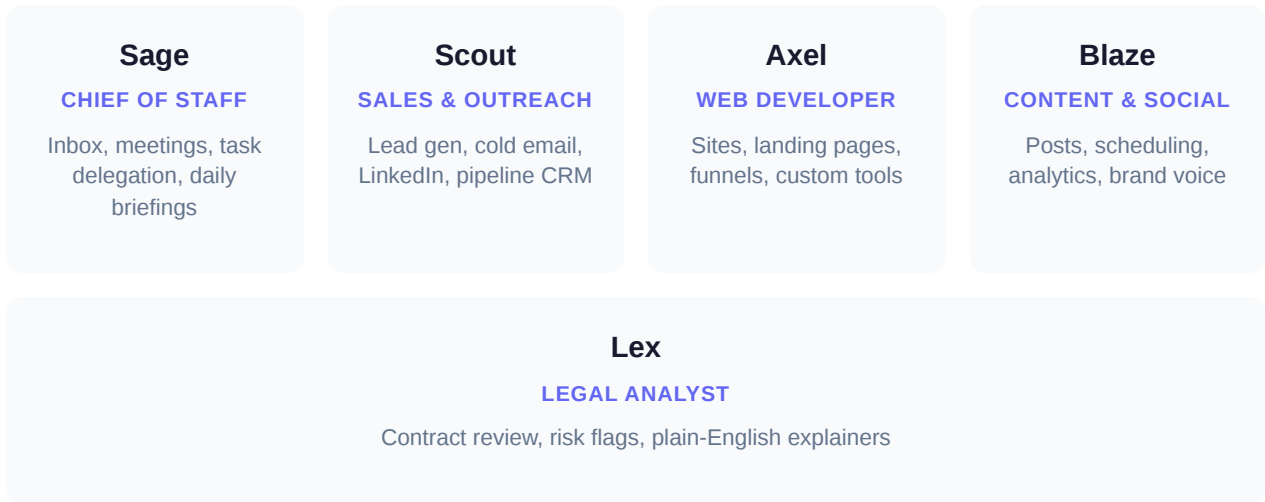 Sage
CHIEF OF STAFF
Inbox, meetings, task
delegation, daily
briefings
Scout
SALES & OUTREACH
Lead gen, cold email,
LinkedIn, pipeline CRM
Axel
WEB DEVELOPER
Sites, landing pages,
funnels, custom tools
Blaze
CONTENT & SOCIAL
Posts, scheduling,
analytics, brand voice
Lex
LEGAL ANALYST
Contract review, risk flags, plain-English explainers